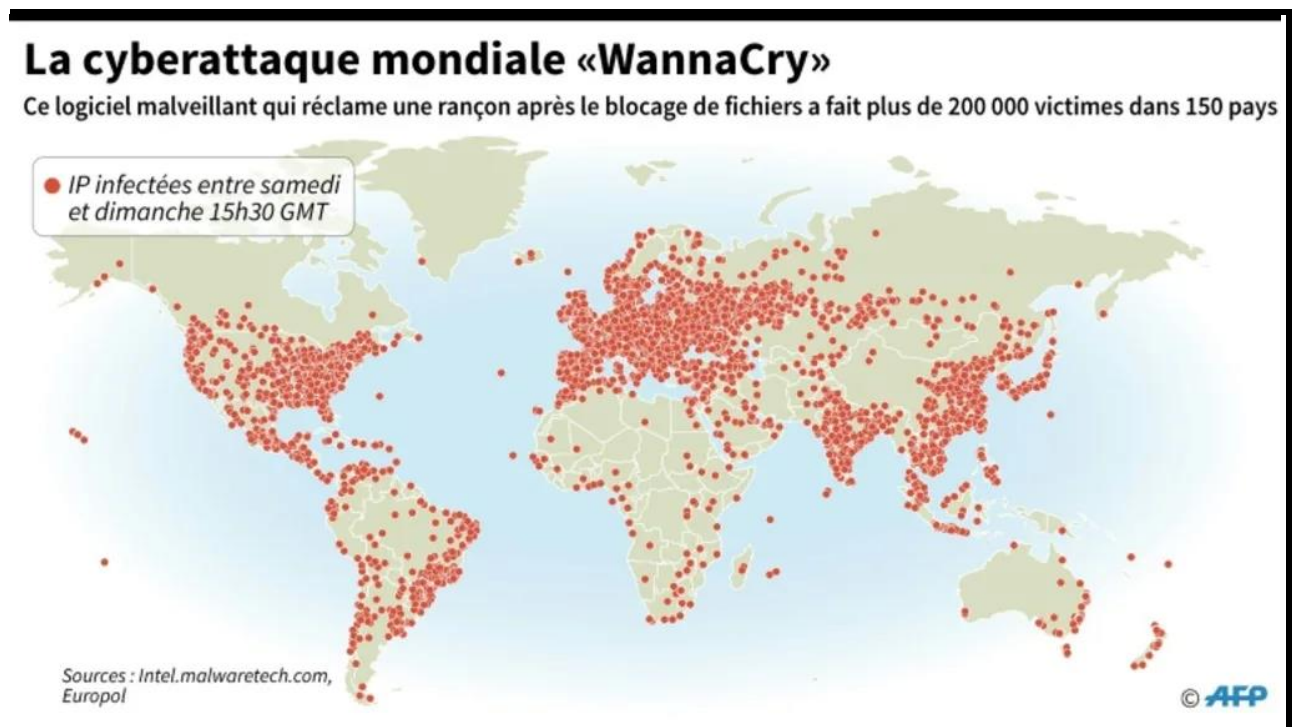 La cyberattaque mondiale «WannaCry»
Ce logiciel malveillant qui réclame une rançon après le blocage de fichiers a fait plus de 200 000 victimes dans 150 pays
IP infectées entre samedi
et dimanche 15h30 GMT
Sources : Intel.malwaretech.com,
Europol
© AFP